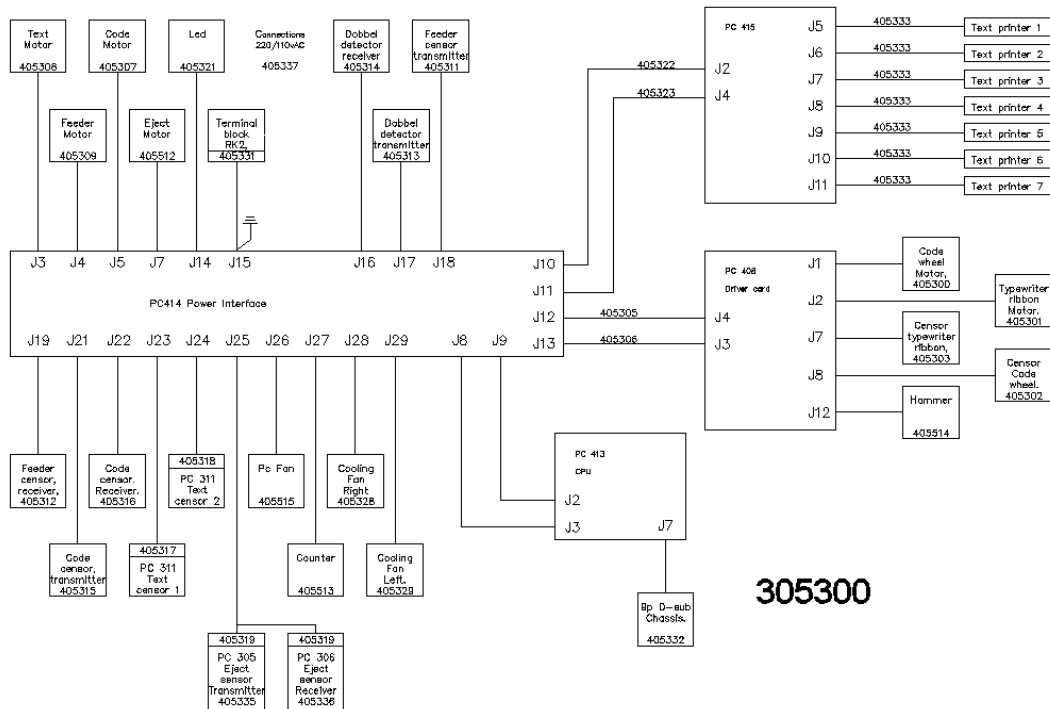 Text
Motor
405308
Code
Motor
405307
Led
405321
Connections
220/110vAC
405337
Dobbel
detector
receiver
405314
Feeder
censor
transmitter
405311
Feeder
Motor
405309
Eject
Motor
405512
Terminal
block
RK2,
405331
Dabbel
detector
transmitter
405313
J3 J4 J5 J7 J14 J15 J16 J17 J18 J10
J11
PC414 Power Interface
J12
J13
J19 J21 J22 J23 J24 J25 J26 J27 J28 J29 J8 J9
405322
405323
405305
405306
PC 415
J2
J4
J5
J6
J7
J8
J9
J10
J11
405333
Text printer 1
405333
Text printer 2
405333
Text printer 3
405333
Text printer 4
405333
Text printer 5
405333
Text printer 6
405333
Text printer 7
PC 408
Driver card
J4
J3
J1
J2
J7
J8
J12
Code
wheel
Motor,
405300
Typewriter
ribbon
Motor.
405301
Censor
typewriter
ribbon,
405303
Censor
Code
wheel.
405302
Hammer
405514
Feeder
censor,
receiver,
405312
Code
censor.
Receiver.
405316
405318
PC 311
Text
censor 2
Pc Fan
405515
Cooling
Fan
Right
405328
Code
censor,
transmitter
405315
405317
PC 311
Text
censor 1
Counter
405513
Cooling
Fan
Left.
405329
405319
PC 305
Eject
sensor
Transmitter
405335
405319
PC 306
Eject
sensor
Receiver
405336
PC 413
CPU
J2
J3
J7
9p D-sub
Chassis.
405332
305300